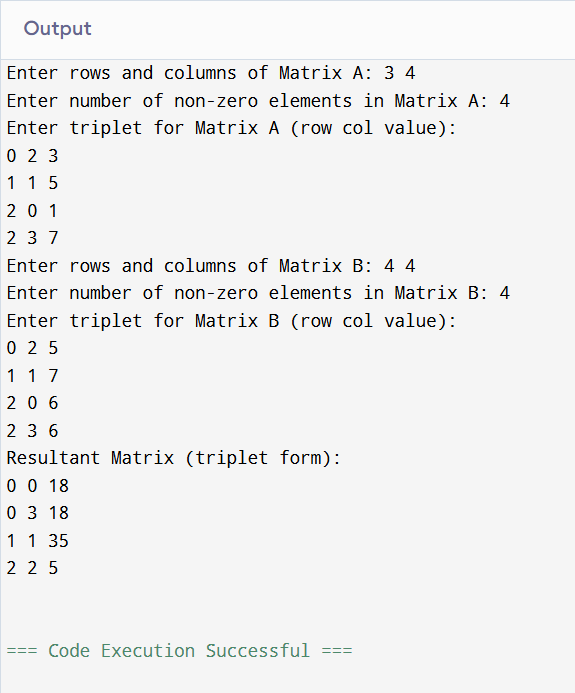 Output
Enter rows and columns of Matrix A: 3 4
Enter number of non-zero elements in Matrix A: 4
Enter triplet for Matrix A (row col value):
0 2 3
1 1 5
2 0 1
2 3 7
Enter rows and columns of Matrix B: 4 4
Enter number of non-zero elements in Matrix B: 4
Enter triplet for Matrix B (row col value):
0 2 5
1 1 7
2 0 6
2 3 6
Resultant Matrix (triplet form):
0 0 18
0 3 18
1 1 35
2 2 5
=== Code Execution Successful ===